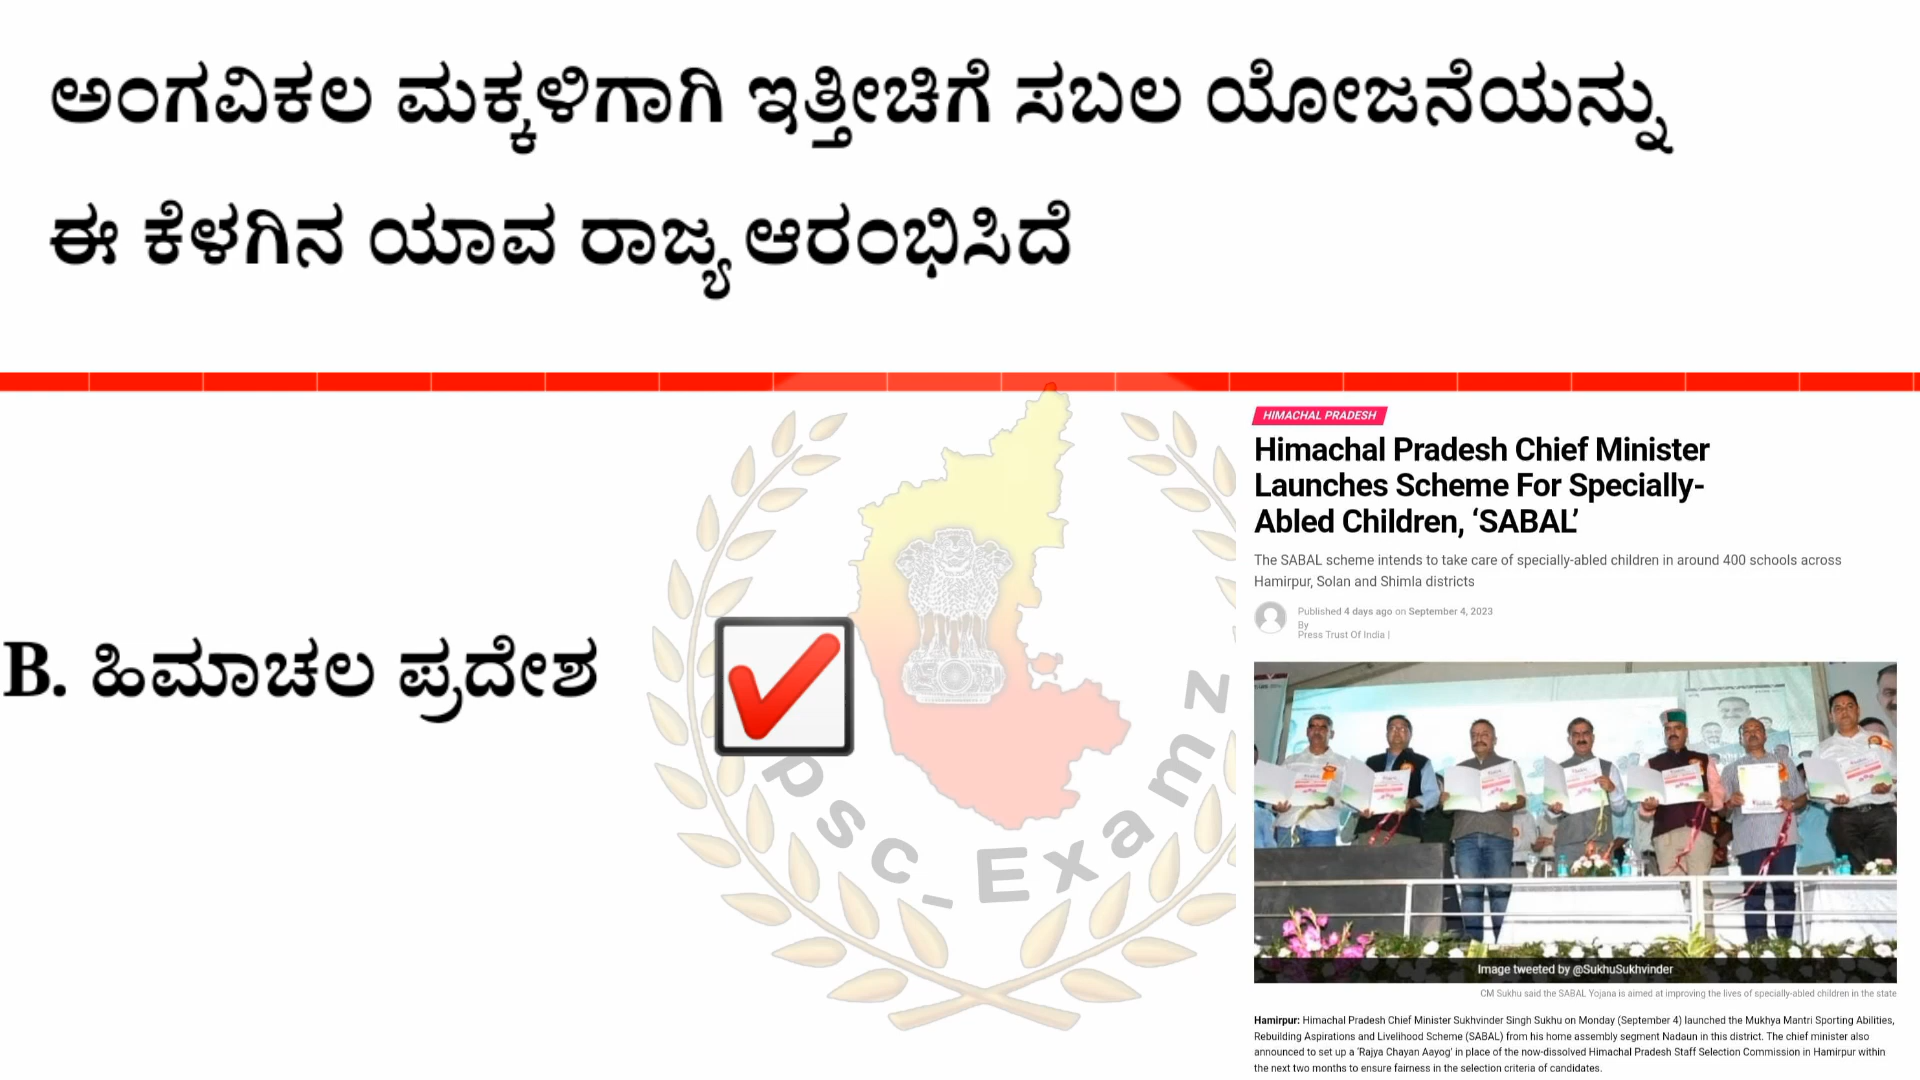 ಅಂಗವಿಕಲ ಮಕ್ಕಳಿಗಾಗಿ ಇತ್ತೀಚಿಗೆ ಸಬಲ ಯೋಜನೆಯನ್ನು
ಈ ಕೆಳಗಿನ ಯಾವ ರಾಜ್ಯ ಆರಂಭಿಸಿದೆ
B. ಹಿಮಾಚಲ ಪ್ರದೇಶ
psc_Examz
HIMACHAL PRADESH
Himachal Pradesh Chief Minister
Launches Scheme For Specially-
Abled Children, ‘SABAL’
The SABAL scheme intends to take care of specially-abled children in around 400 schools across
Hamirpur, Solan and Shimla districts
Published 4 days ago on September 4, 2023
By
Press Trust Of India |
Image tweeted by @SukhuSukhvinder
CM Sukhu said the SABAL Yojana is aimed at improving the lives of specially-abled children in the state
Hamirpur: Himachal Pradesh Chief Minister Sukhvinder Singh Sukhu on Monday (September 4) launched the Mukhya Mantri Sporting Abilities,
Rebuilding Aspirations and Livelihood Scheme (SABAL) from his home assembly segment Nadaun in this district. The chief minister also
announced to set up a 'Rajya Chayan Aayog' in place of the now-dissolved Himachal Pradesh Staff Selection Commission in Hamirpur within
the next two months to ensure fairness in the selection criteria of candidates.